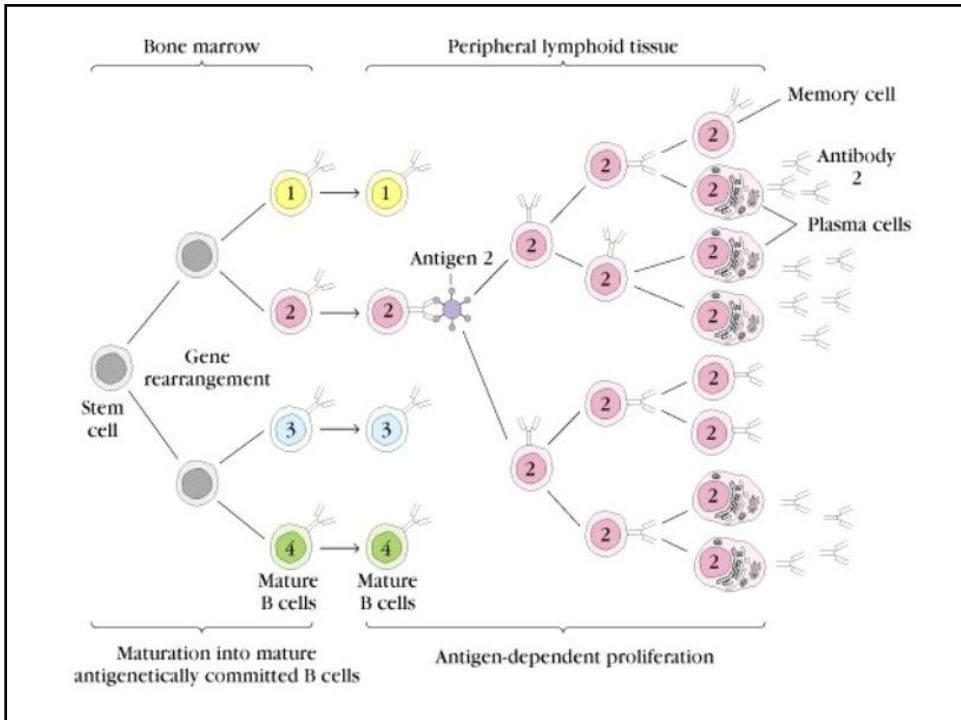 Bone marrow
Peripheral lymphoid tissue
Memory cell
2
2
Antibody
2
1
1
2
2
Plasma cells
2
Antigen 2
2
2
2
2
2
Gene
rearrangement
Stem
cell
2
2
3
3
2
2
2
4
4
2
2
Mature
B cells
Mature
B cells
Maturation into mature
antigenetically committed B cells
Antigen-dependent proliferation